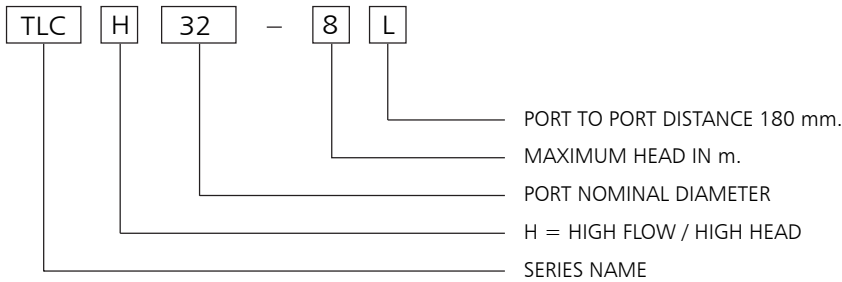 TLC H 32 – 8 L
PORT TO PORT DISTANCE 180 mm.
MAXIMUM HEAD IN m.
PORT NOMINAL DIAMETER
H = HIGH FLOW / HIGH HEAD
SERIES NAME